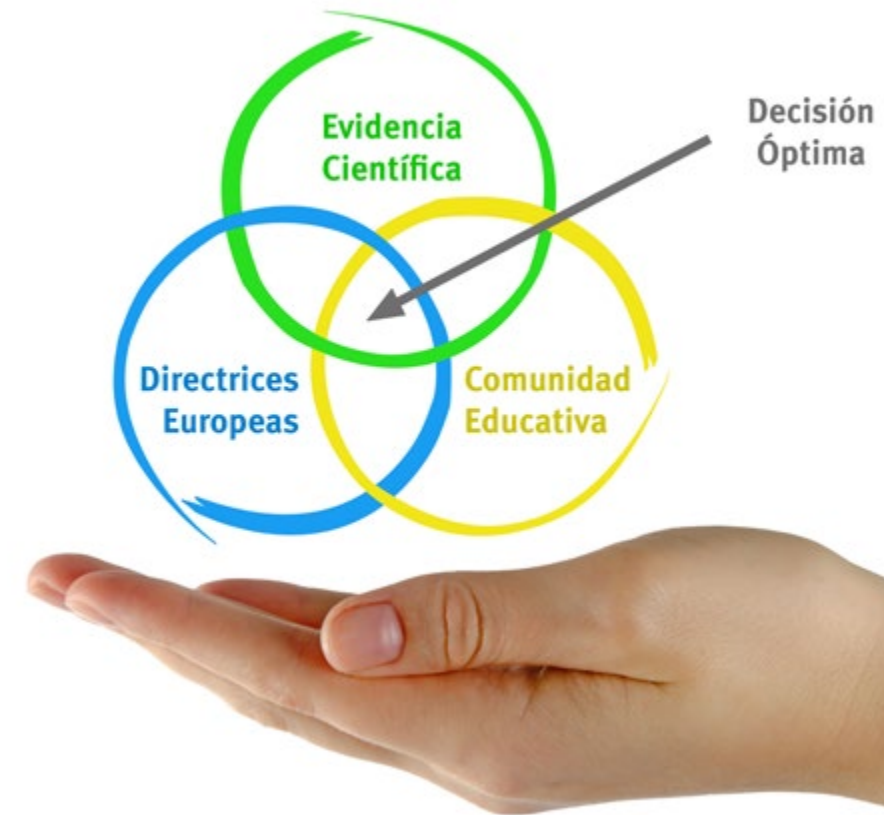 Evidencia
Científica
Decisión
Óptima
Directrices
Europeas
Comunidad
Educativa